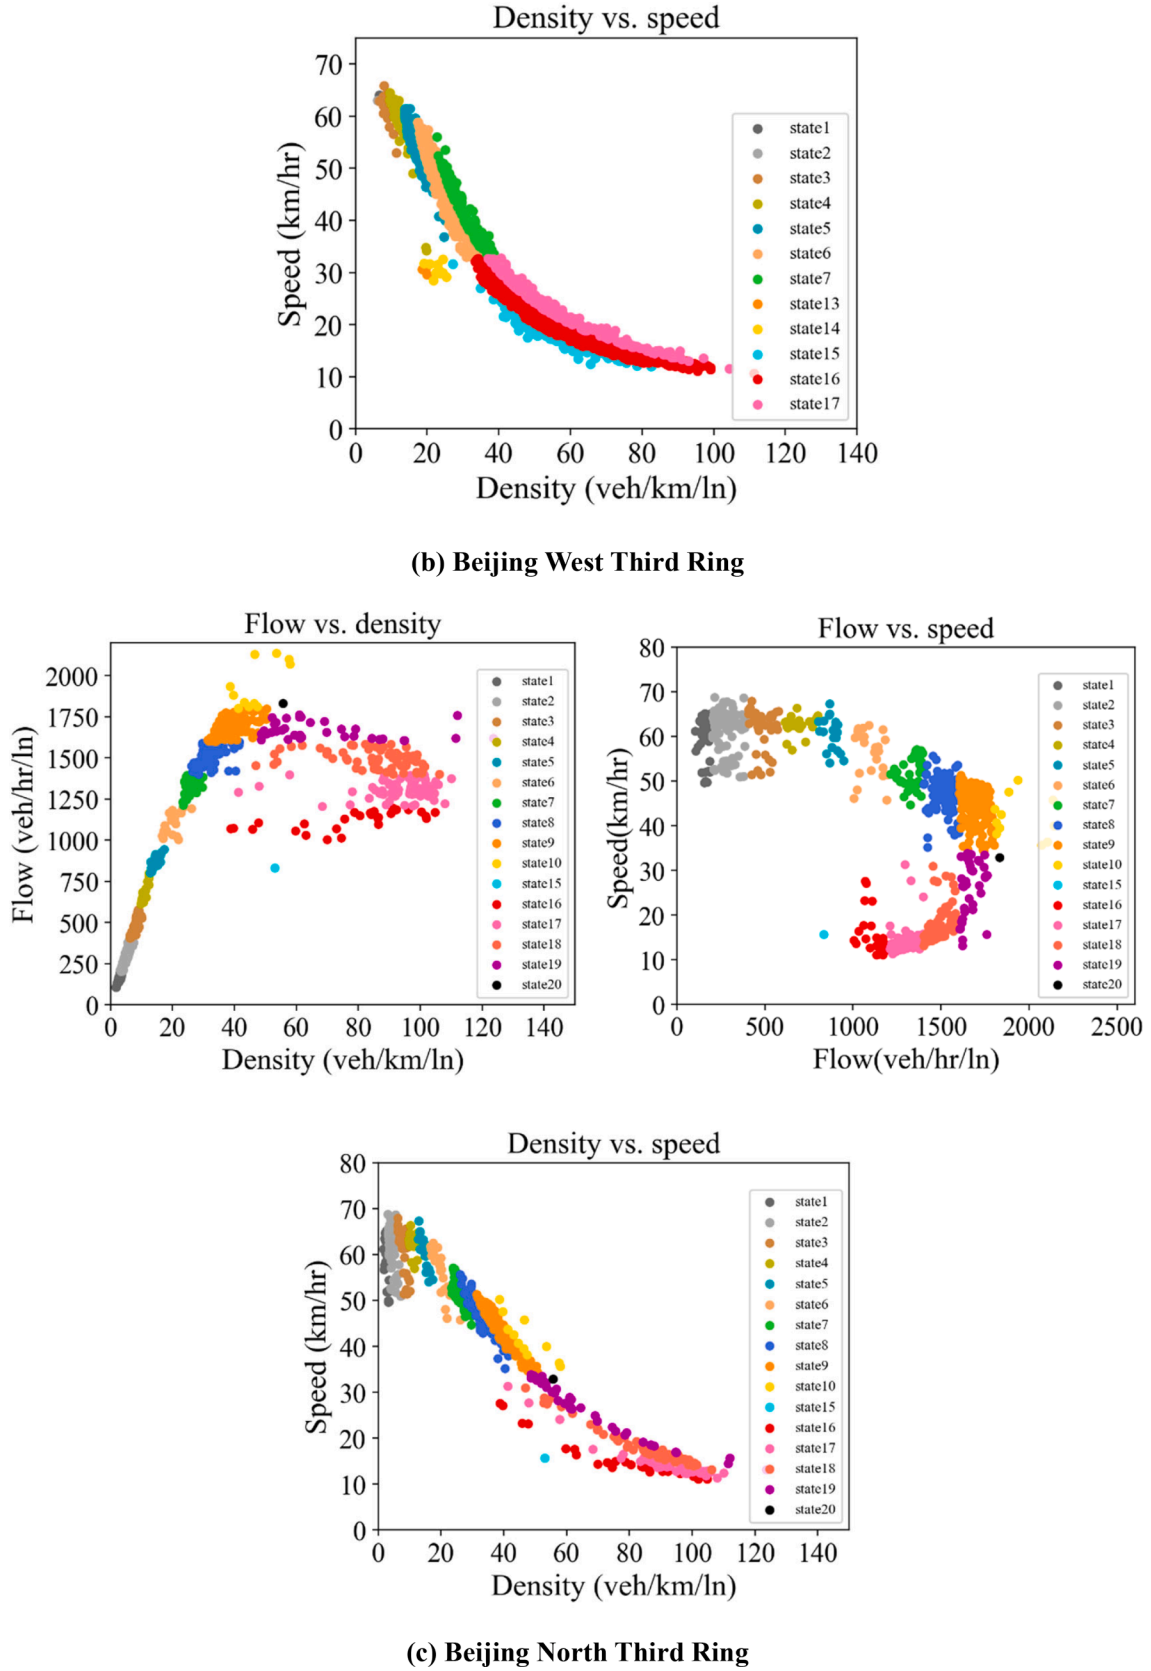 Density vs. speed
70
60
50
40
30
20
10
0
Speed (km/hr)
state1
state2
state3
state4
state5
state6
state7
state13
state14
state15
state16
state17
0 20 40 60 80 100 120 140
Density (veh/km/ln)
(b) Beijing West Third Ring
Flow vs. density
2000
1750
1500
1250
1000
750
500
250
0
Flow (veh/hr/ln)
state1
state2
state3
state4
state5
state6
state7
state8
state9
state10
state15
state16
state17
state18
state19
state20
0 20 40 60 80 100 120 140
Density (veh/km/ln)
Flow vs. speed
80
70
60
50
40
30
20
10
0
Speed(km/hr)
state1
state2
state3
state4
state5
state6
state7
state8
state9
state10
state15
state16
state17
state18
state19
state20
0 500 1000 1500 2000 2500
Flow(veh/hr/ln)
Density vs. speed
80
70
60
50
40
30
20
10
0
Speed (km/hr)
state1
state2
state3
state4
state5
state6
state7
state8
state9
state10
state15
state16
state17
state18
state19
state20
0 20 40 60 80 100 120 140
Density (veh/km/ln)
(c) Beijing North Third Ring